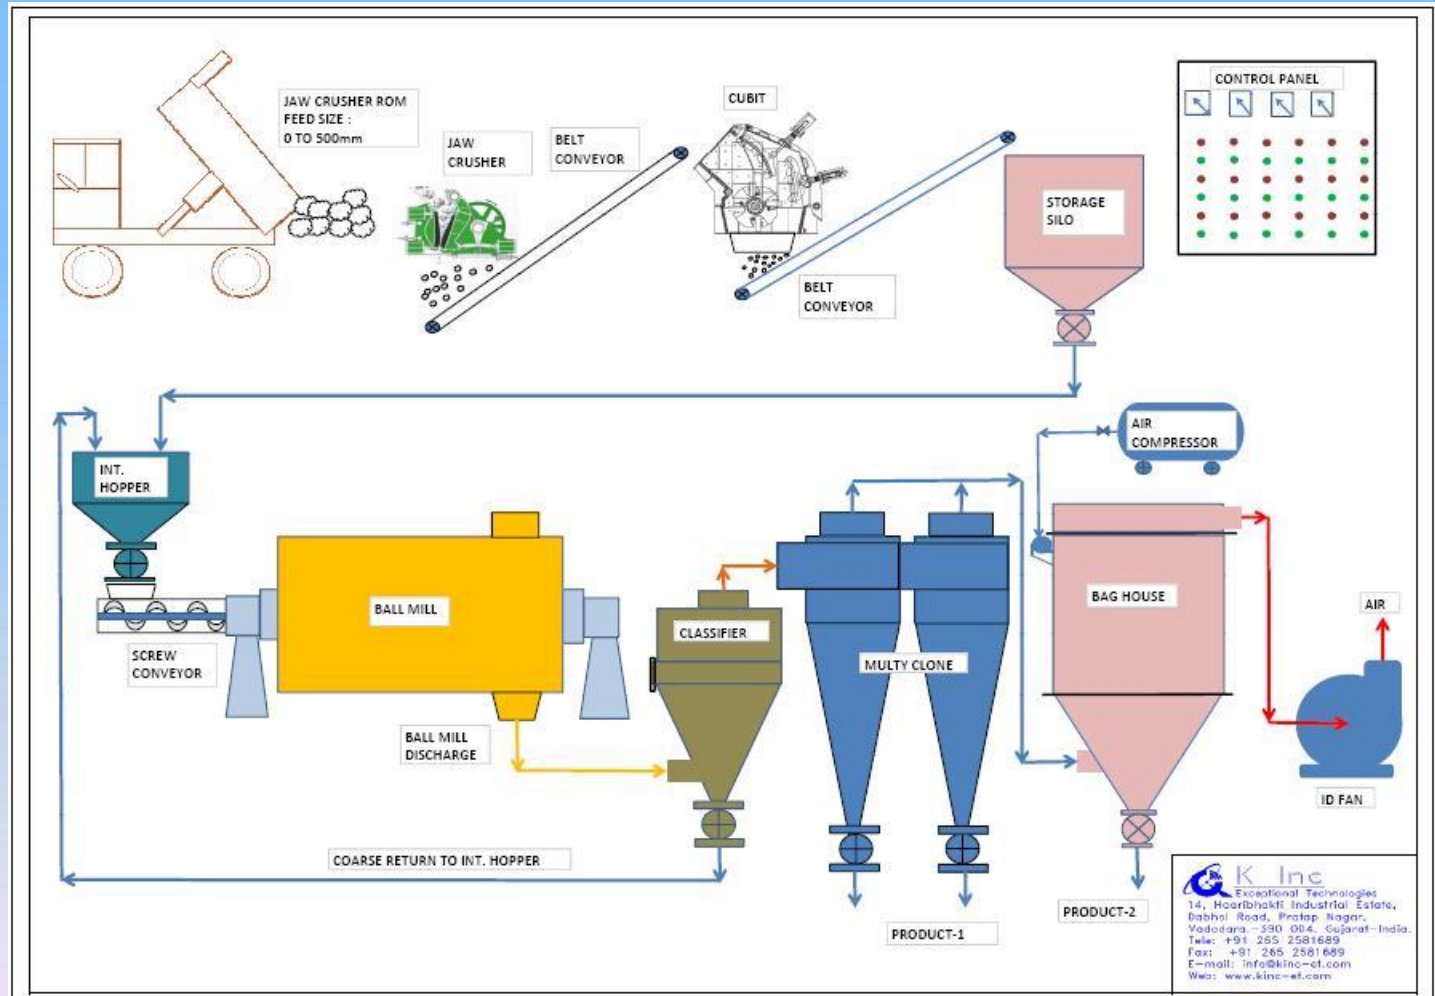 JAW CRUSHER ROM
FEED SIZE :
0 TO 500mm
JAW
CRUSHER
BELT
CONVEYOR
CUBIT
BELT
CONVEYOR
STORAGE
SILO
CONTROL PANEL
INT.
HOPPER
SCREW
CONVEYOR
BALL MILL
BALL MILL
DISCHARGE
CLASSIFIER
MULTY CLONE
AIR
COMPRESSOR
BAG HOUSE
AIR
ID FAN
COARSE RETURN TO INT. HOPPER
PRODUCT-1
PRODUCT-2
K Inc
Exceptional Technologies
14, Haaribhakti Industrial Estate,
Dabhoi Road, Pratap Nagar,
Vadodara.-390 004. Gujarat-India.
Tele: +91 265 2581689
Fax: +91 265 2581689
E-mail: info@kinc-et.com
Web: www.kinc-et.com